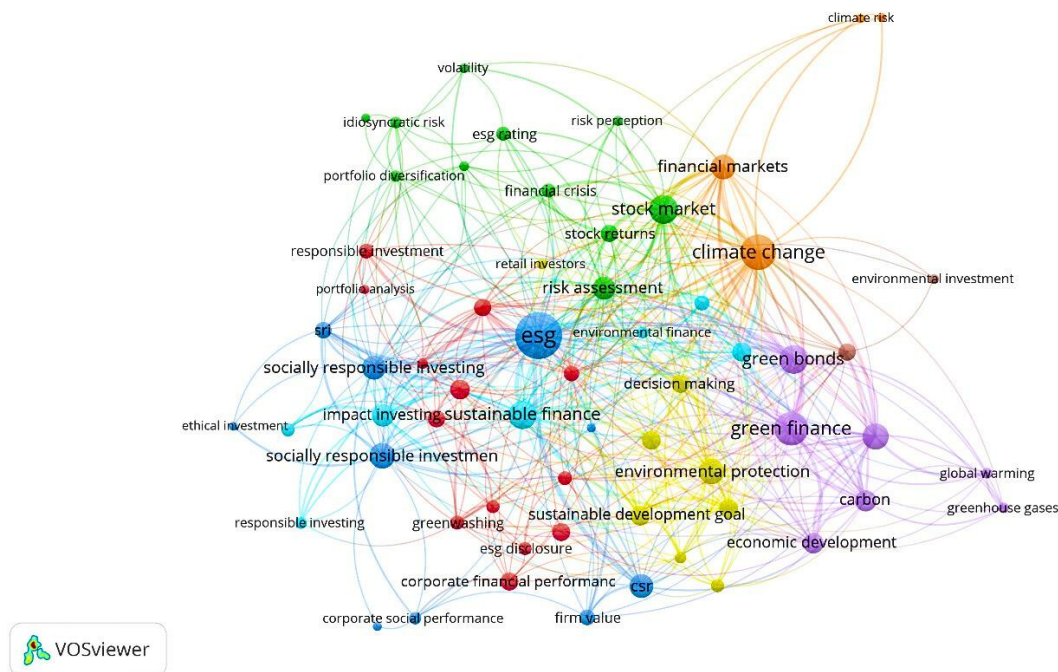 climate risk
volatility
idiosyncratic risk
risk perception
esg rating
financial markets
portfolio diversification
financial crisis
stock market
stock returns
responsible investment
climate change
retail investors
environmental investment
portfolio analysis
risk assessment
sri
esg
environmental finance
socially responsible investing
green bonds
decision making
impact investing
sustainable finance
ethical investment
green finance
socially responsible investmen
environmental protection
global warming
carbon
greenhouse gases
responsible investing
greenwashing
sustainable development goal
economic development
esg disclosure
corporate financial performanc
csr
corporate social performance
firm value
VOSviewer